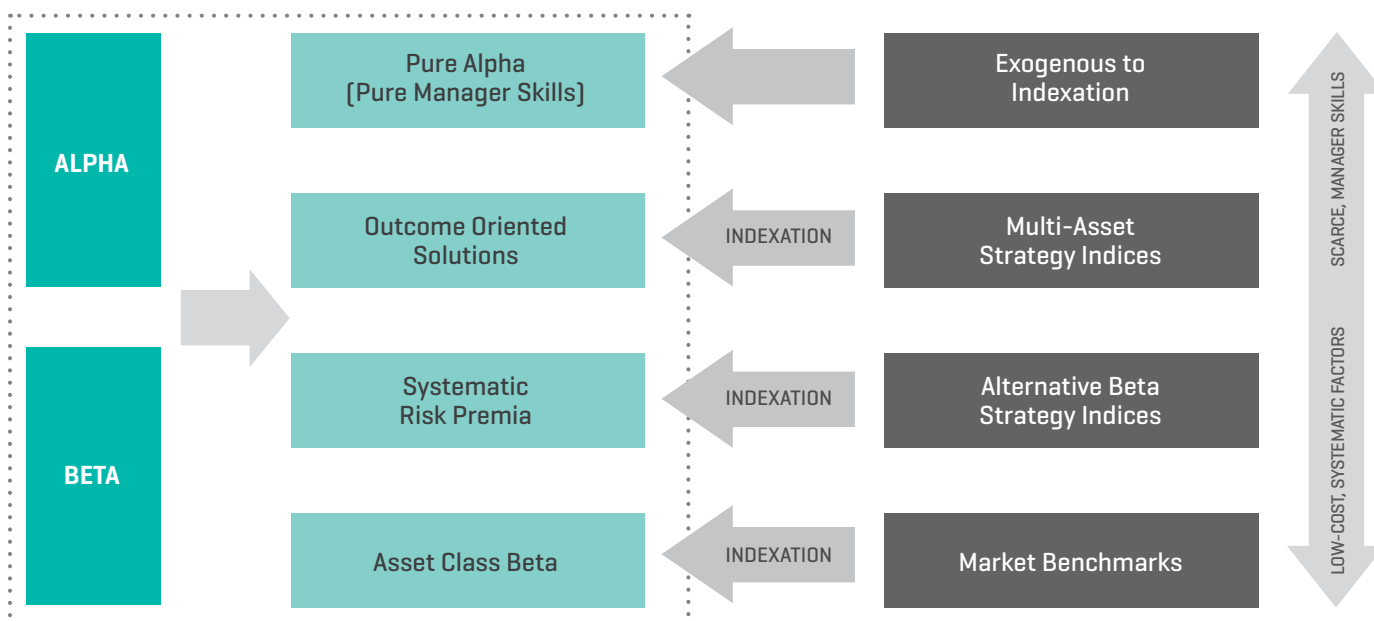 ALPHA
BETA
Pure Alpha
(Pure Manager Skills)
Outcome Oriented
Solutions
Systematic
Risk Premia
Asset Class Beta
INDEXATION
INDEXATION
INDEXATION
Exogenous to
Indexation
Multi-Asset
Strategy Indices
Alternative Beta
Strategy Indices
Market Benchmarks
SCARCE, MANAGER SKILLS
LOW-COST, SYSTEMATIC FACTORS